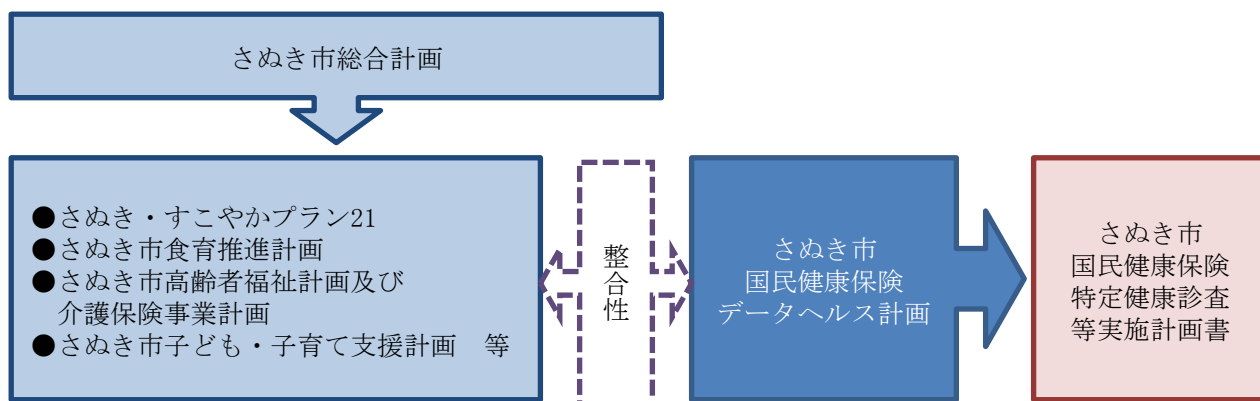 さぬき市総合計画
●さぬき・すこやかプラン21
●さぬき市食育推進計画
●さぬき市高齢者福祉計画及び
介護保険事業計画
●さぬき市子ども・子育て支援計画　等
整合性
さぬき市
国民健康保険
データヘルス計画
さぬき市
国民健康保険
特定健康診査
等実施計画書